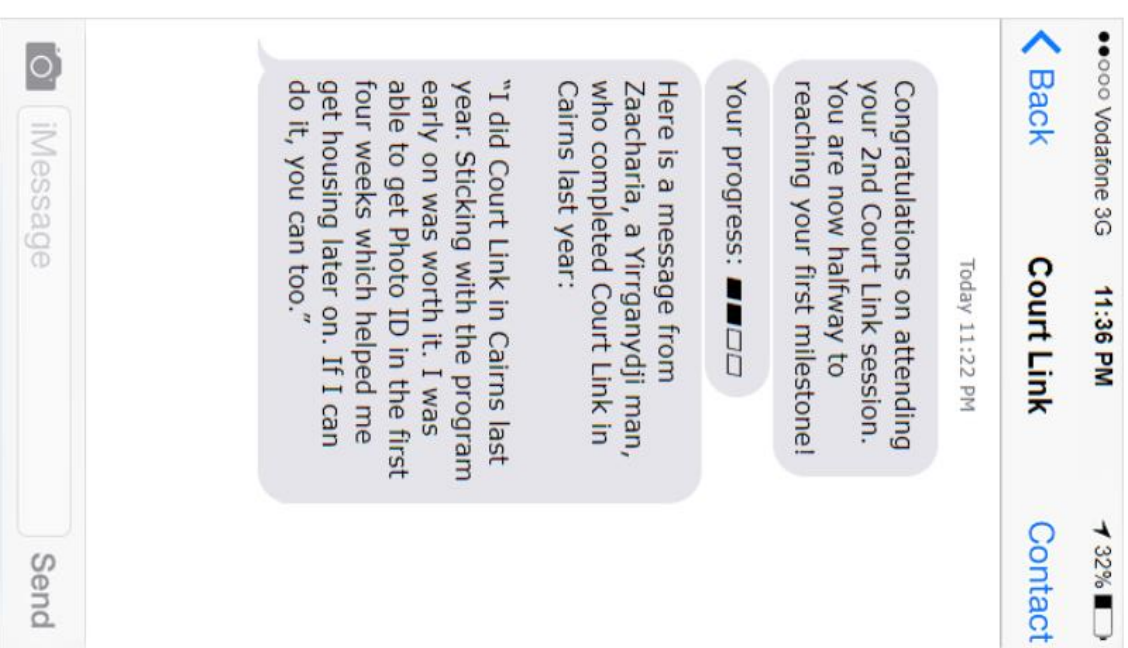 ●●○○○ Vodafone 3G 11:36 PM 32%
Back Court Link Contact
Today 11:22 PM
Congratulations on attending
your 2nd Court Link session.
You are now halfway to
reaching your first milestone!
Your progress: ■■□□
Here is a message from
Zaacharia, a Yirrganydji man,
who completed Court Link in
Cairns last year:
"I did Court Link in Cairns last
year. Sticking with the program
early on was worth it. I was
able to get Photo ID in the first
four weeks which helped me
get housing later on. If I can
do it, you can too."
iMessage Send